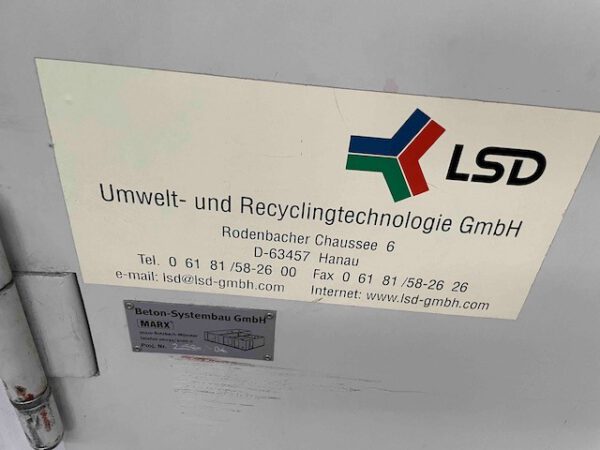 LSD
Umwelt- und Recyclingtechnologie GmbH
Rodenbacher Chaussee 6
D-63457 Hanau
Tel. 0 61 81/58-26 00 Fax 0 61 81/58-26 26
e-mail: lsd@lsd-gmbh.com Internet: www.lsd-gmbh.com
Beton-Systembau GmbH
MARX
Proj. Nr.